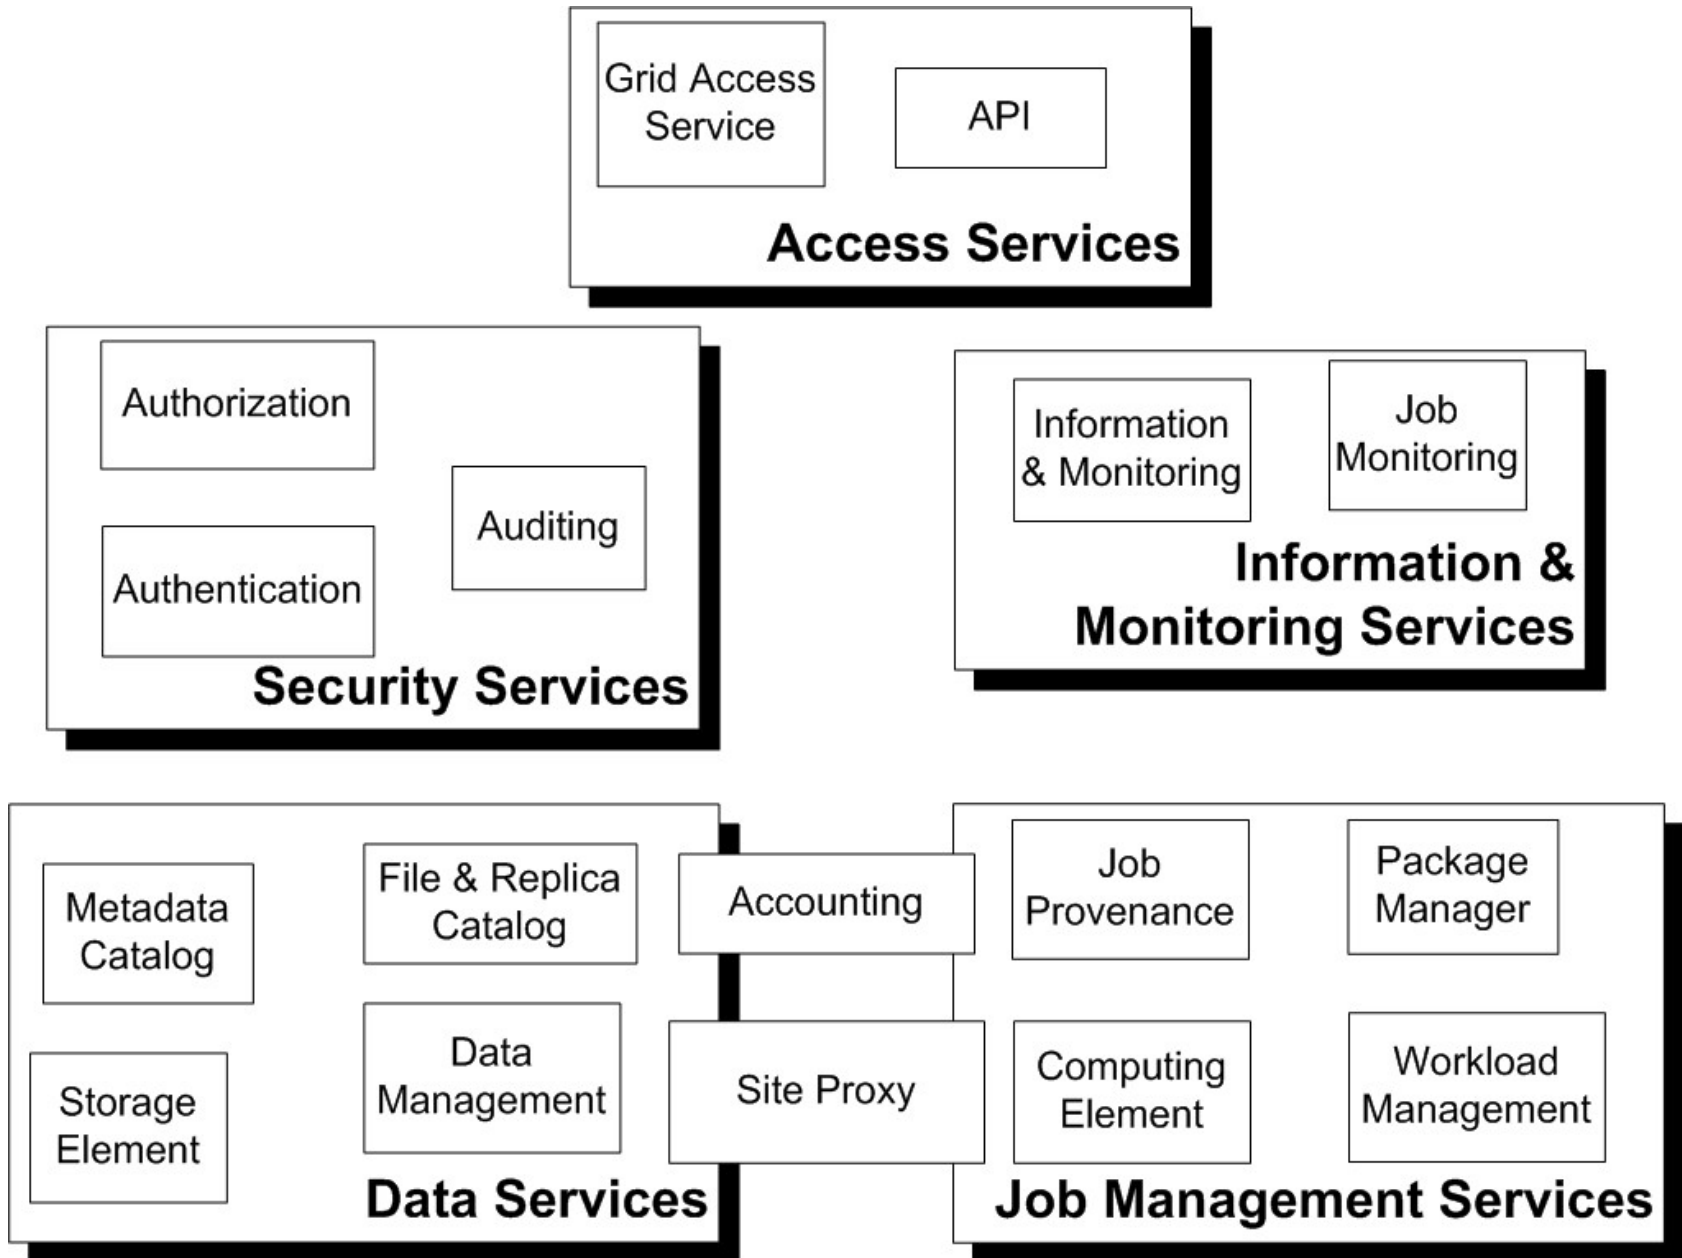 Grid Access
Service
API
Access Services
Authorization
Auditing
Authentication
Security Services
Information
& Monitoring
Job
Monitoring
Information &
Monitoring Services
Metadata
Catalog
File & Replica
Catalog
Storage
Element
Data
Management
Data Services
Accounting
Site Proxy
Job
Provenance
Package
Manager
Computing
Element
Workload
Management
Job Management Services